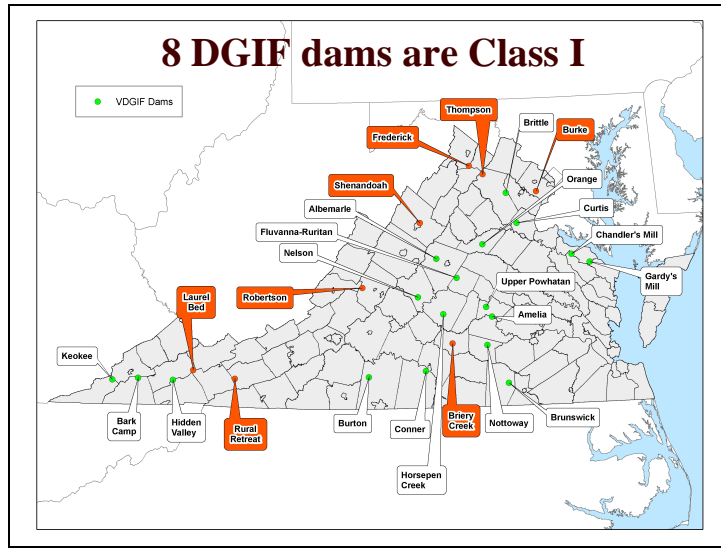 8 DGIF dams are Class I
VDGIF Dams
Thompson
Brittle
Burke
Frederick
Orange
Shenandoah
Albemarle
Curtis
Fluvanna-Ruritan
Chandler's Mill
Nelson
Gardy's
Mill
Upper Powhatan
Laurel
Bed
Robertson
Amelia
Keokee
Bark
Camp
Hidden
Valley
Rural
Retreat
Burton
Conner
Briery
Creek
Nottoway
Brunswick
Horsepen
Creek